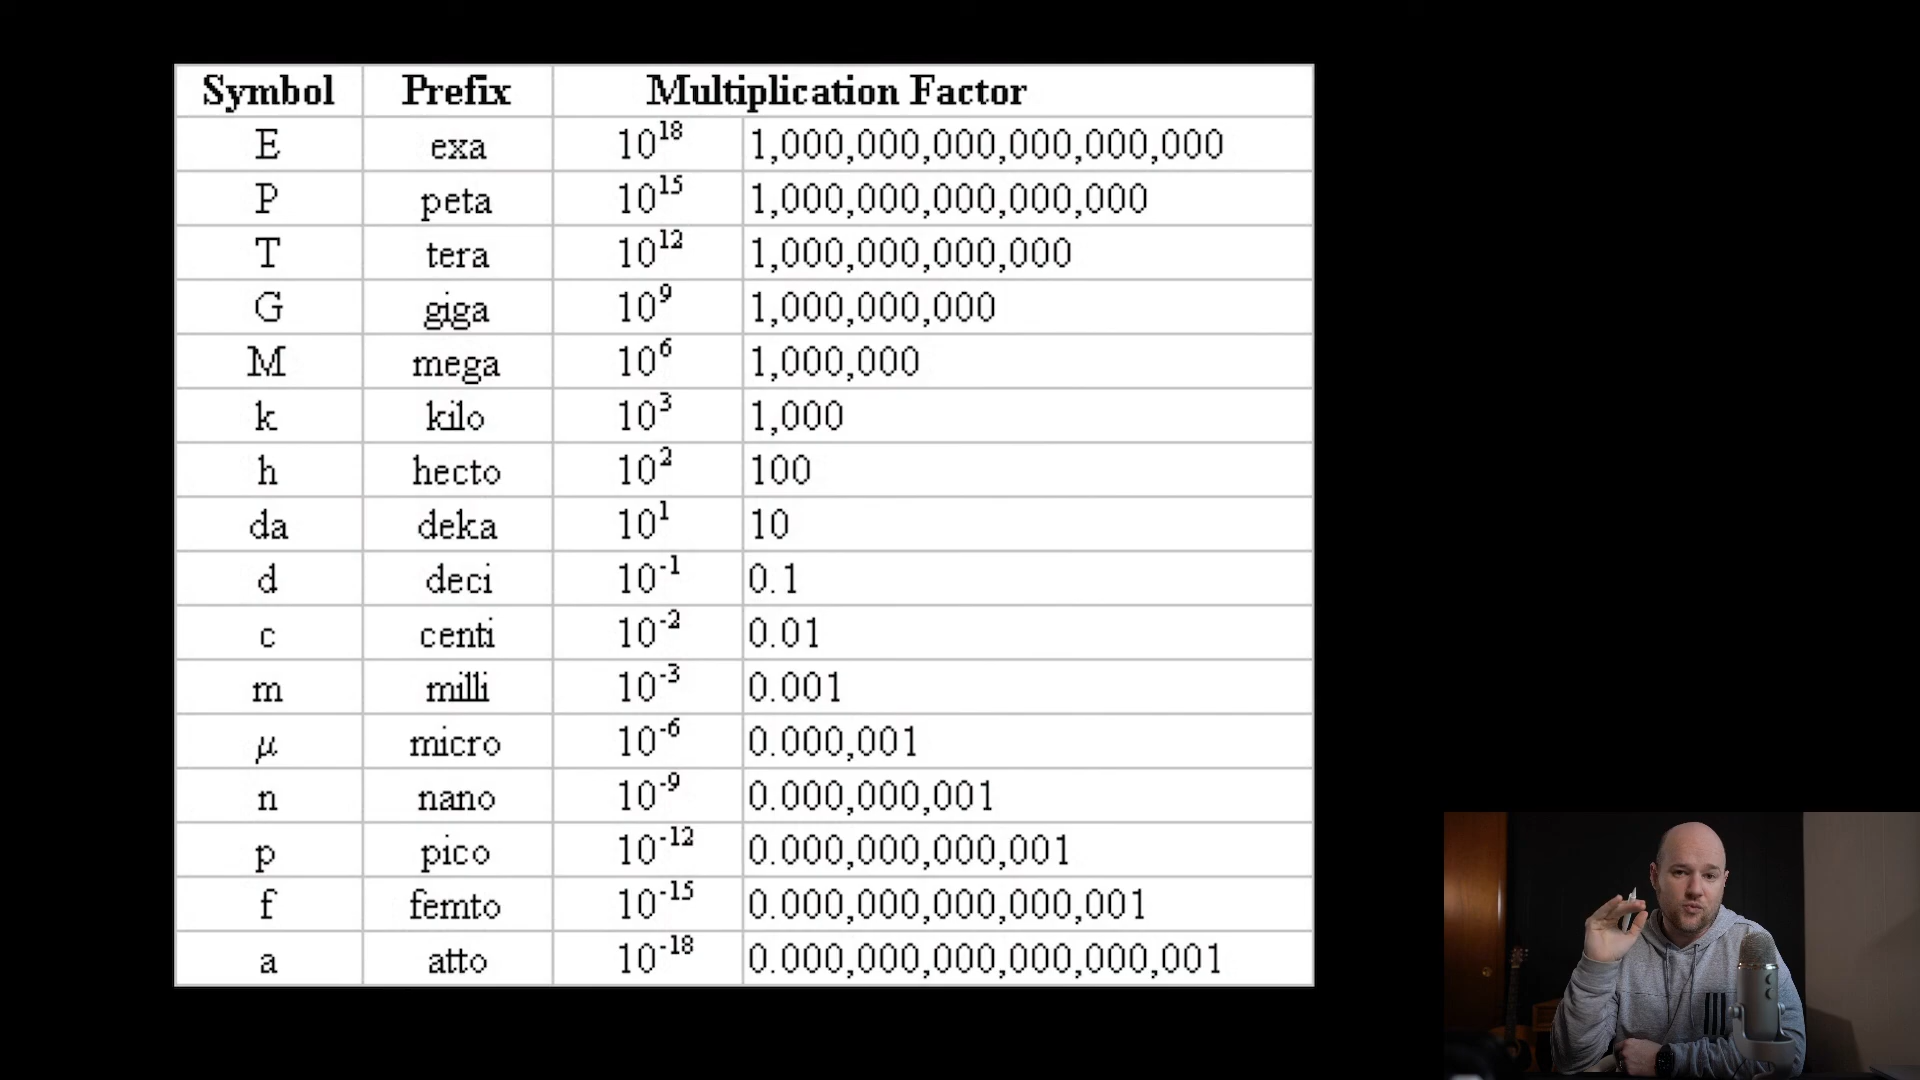 Symbol Prefix Multiplication Factor
E exa 10^18 1,000,000,000,000,000,000
P peta 10^15 1,000,000,000,000,000
T tera 10^12 1,000,000,000,000
G giga 10^9 1,000,000,000
M mega 10^6 1,000,000
k kilo 10^3 1,000
h hecto 10^2 100
da deka 10^1 10
d deci 10^-1 0.1
c centi 10^-2 0.01
m milli 10^-3 0.001
μ micro 10^-6 0.000,001
n nano 10^-9 0.000,000,001
p pico 10^-12 0.000,000,000,001
f femto 10^-15 0.000,000,000,000,001
a atto 10^-18 0.000,000,000,000,000,001